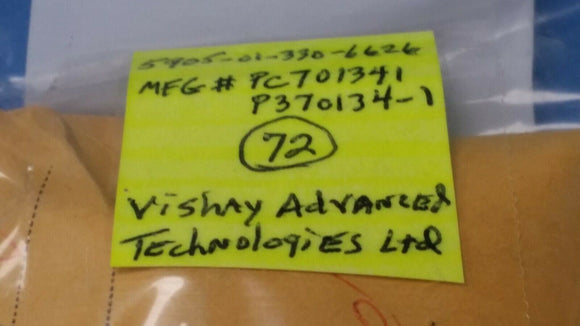 5905-01-330-6626
MFG# PC701341
P370134-1
72
Vishay Advanced
Technologies Ltd